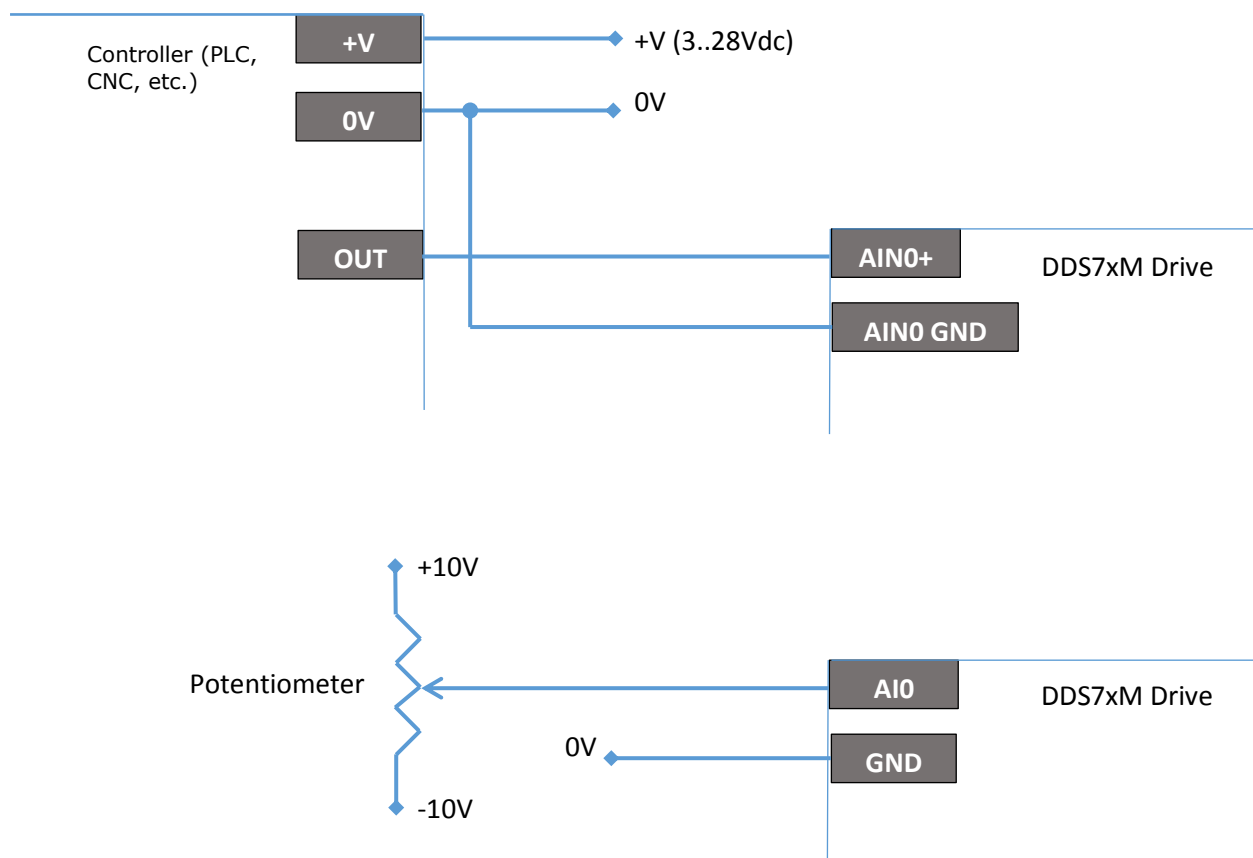 +V
+V (3..28Vdc)
Controller (PLC,
CNC, etc.)
0V
0V
OUT
AIN0+
DDS7xM Drive
AIN0 GND
+10V
Potentiometer
AI0
DDS7xM Drive
0V
GND
-10V